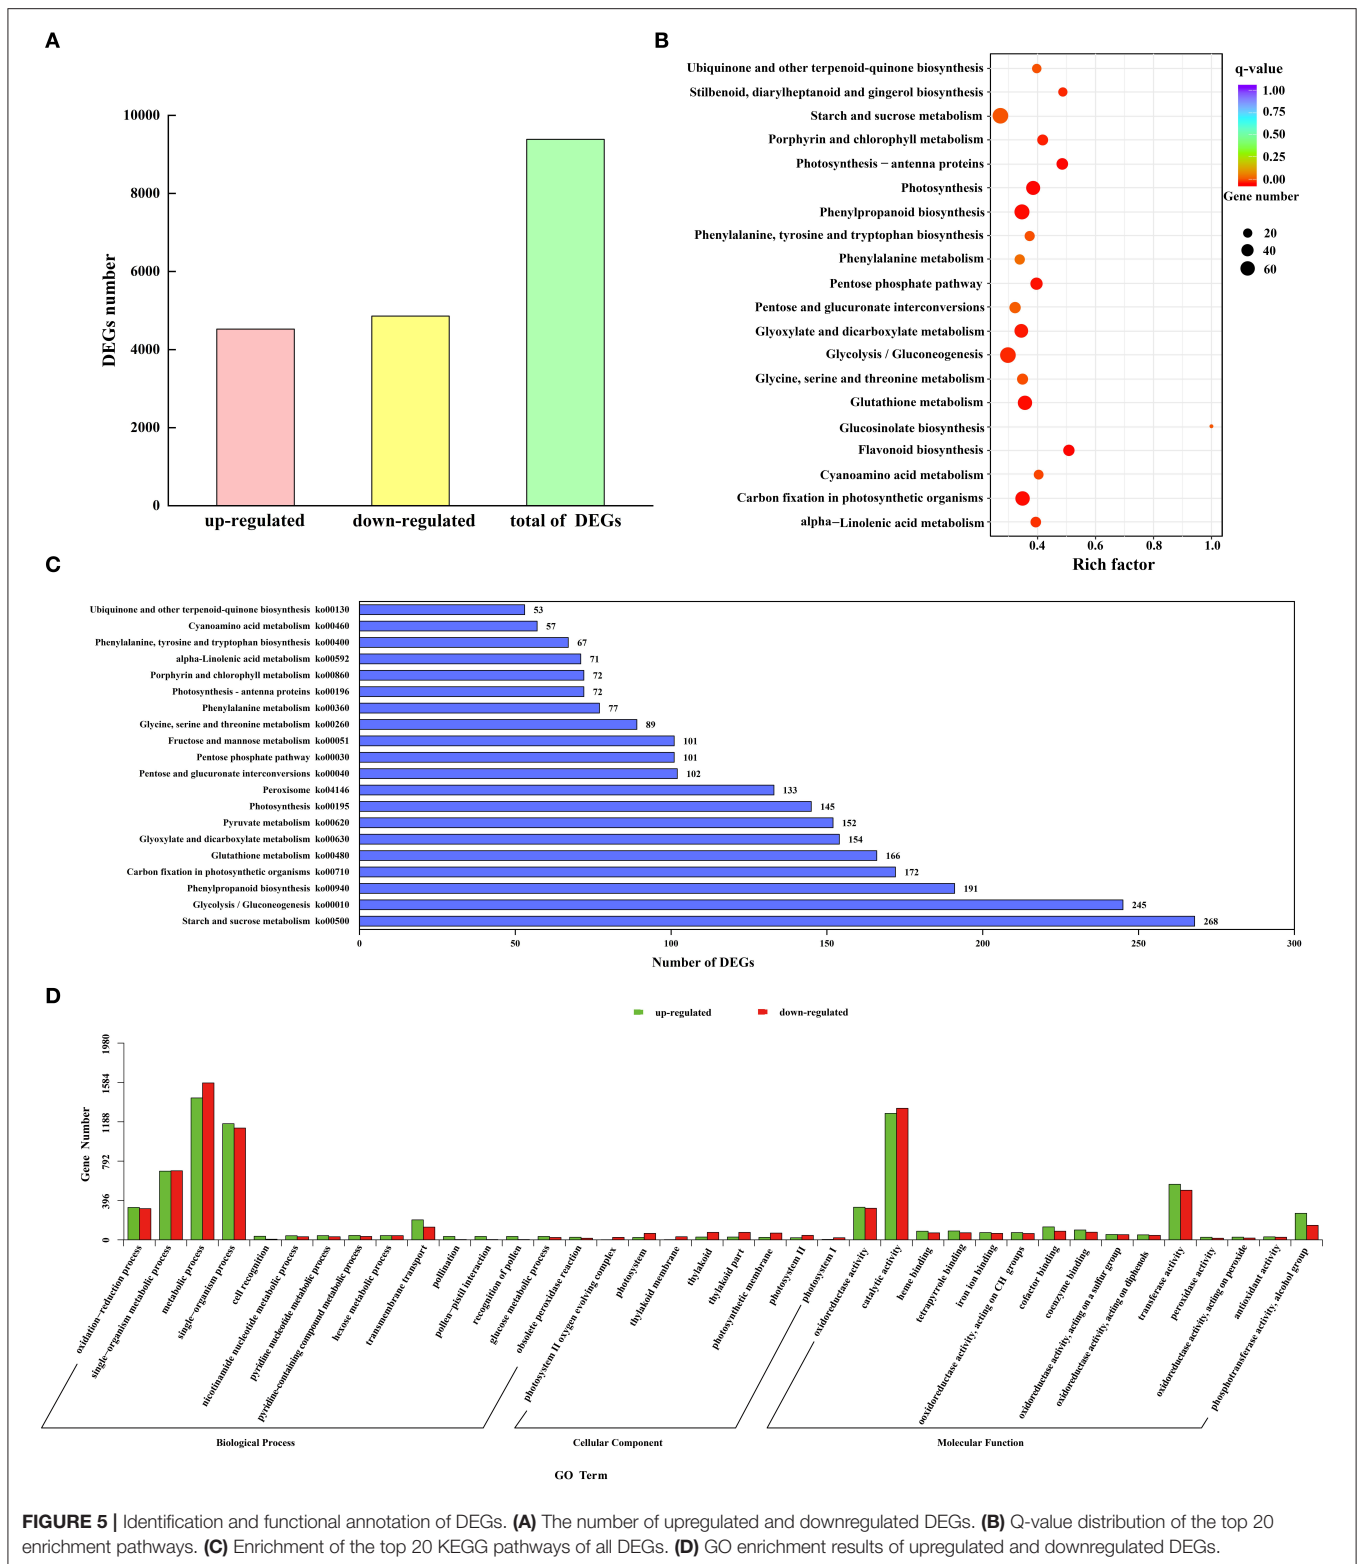 A
10000
8000
6000
4000
2000
0
DEGs number
up-regulated down-regulated total of DEGs
B
Ubiquinone and other terpenoid-quinone biosynthesis
Stilbenoid, diarylheptanoid and gingerol biosynthesis
Starch and sucrose metabolism
Porphyrin and chlorophyll metabolism
Photosynthesis − antenna proteins
Photosynthesis
Phenylpropanoid biosynthesis
Phenylalanine, tyrosine and tryptophan biosynthesis
Phenylalanine metabolism
Pentose phosphate pathway
Pentose and glucuronate interconversions
Glyoxylate and dicarboxylate metabolism
Glycolysis / Gluconeogenesis
Glycine, serine and threonine metabolism
Glutathione metabolism
Glucosinolate biosynthesis
Flavonoid biosynthesis
Cyanoamino acid metabolism
Carbon fixation in photosynthetic organisms
alpha−Linolenic acid metabolism
0.4 0.6 0.8 1.0
Rich factor
q-value
1.00
0.75
0.50
0.25
0.00
Gene number
20
40
60
C
Ubiquinone and other terpenoid-quinone biosynthesis ko00130 53
Cyanoamino acid metabolism ko00460 57
Phenylalanine, tyrosine and tryptophan biosynthesis ko00400 67
alpha-Linolenic acid metabolism ko00592 71
Porphyrin and chlorophyll metabolism ko00860 72
Photosynthesis - antenna proteins ko00196 72
Phenylalanine metabolism ko00360 77
Glycine, serine and threonine metabolism ko00260 89
Fructose and mannose metabolism ko00051 101
Pentose phosphate pathway ko00030 101
Pentose and glucuronate interconversions ko00040 102
Peroxisome ko04146 133
Photosynthesis ko00195 145
Pyruvate metabolism ko00620 152
Glyoxylate and dicarboxylate metabolism ko00630 154
Glutathione metabolism ko00480 166
Carbon fixation in photosynthetic organisms ko00710 172
Phenylpropanoid biosynthesis ko00940 191
Glycolysis / Gluconeogenesis ko00010 245
Starch and sucrose metabolism ko00500 268
0 50 100 150 200 250 300
Number of DEGs
D
up-regulated down-regulated
1980
1584
1188
792
396
0
Gene Number
oxidation−reduction process
single−organism metabolic process
metabolic process
single−organism process
cell recognition
nicotinamide nucleotide metabolic process
pyridine nucleotide metabolic process
pyridine-containing compound metabolic process
hexose metabolic process
transmembrane transport
pollination
pollen−pistil interaction
recognition of pollen
glucose metabolic process
obsolete peroxidase reaction
photosystem II oxygen evolving complex
photosystem
thylakoid membrane
thylakoid
thylakoid part
photosynthetic membrane
photosystem II
photosystem I
oxidoreductase activity
catalytic activity
heme binding
tetrapyrrole binding
iron ion binding
ooxidoreductase activity, acting on CH groups
cofactor binding
coenzyme binding
oxidoreductase activity, acting on a sulfur group
oxidoreductase activity, acting on diphenols
transferase activity
peroxidase activity
oxidoreductase activity, acting on peroxide
antioxidant activity
phosphotransferase activity, alcohol group
Biological Process Cellular Component Molecular Function
GO Term
FIGURE 5 | Identification and functional annotation of DEGs. (A) The number of upregulated and downregulated DEGs. (B) Q-value distribution of the top 20
enrichment pathways. (C) Enrichment of the top 20 KEGG pathways of all DEGs. (D) GO enrichment results of upregulated and downregulated DEGs.